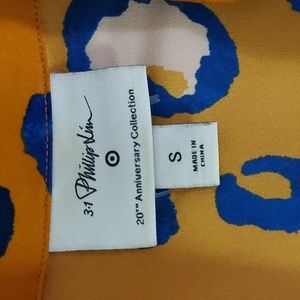 3.1 Phillip Lim
20TH Anniversary Collection
S
MADE IN
CHINA